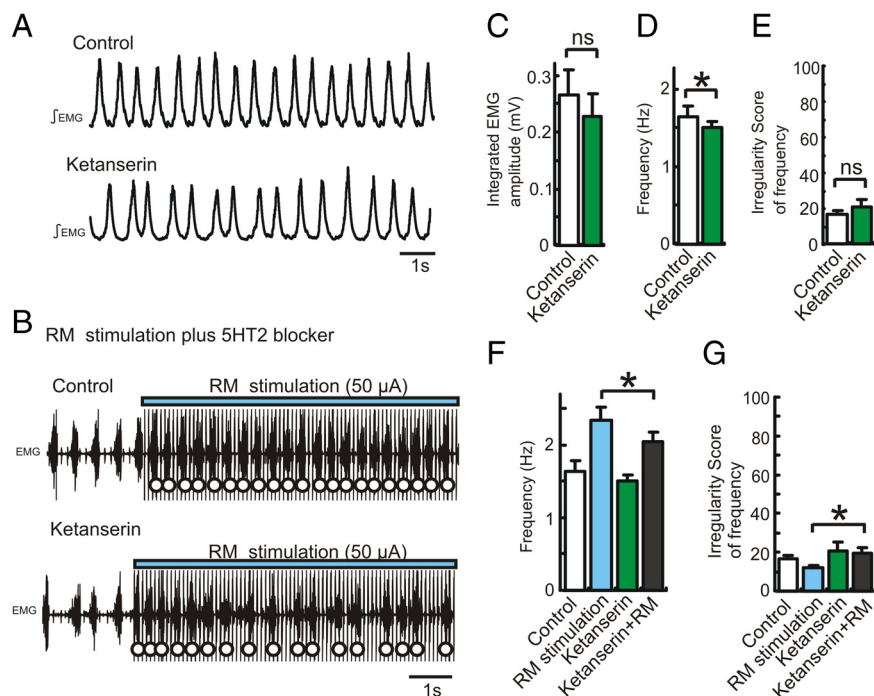 A
Control
∫EMG
Ketanserin
∫EMG
1s
B
RM stimulation plus 5HT2 blocker
Control
RM stimulation (50 µA)
EMG
Ketanserin
RM stimulation (50 µA)
EMG
1s
C
ns
Integrated EMG
amplitude (mV)
0.3
0.2
0.1
0
Control
Ketanserin
D
*
Frequency (Hz)
2
1
0
Control
Ketanserin
E
ns
Irregularity Score
of frequency
100
80
60
40
20
0
Control
Ketanserin
F
*
Frequency (Hz)
2
1
0
Control
RM stimulation
Ketanserin
Ketanserin+RM
G
*
Irregularity Score
of frequency
100
80
60
40
20
0
Control
RM stimulation
Ketanserin
Ketanserin+RM